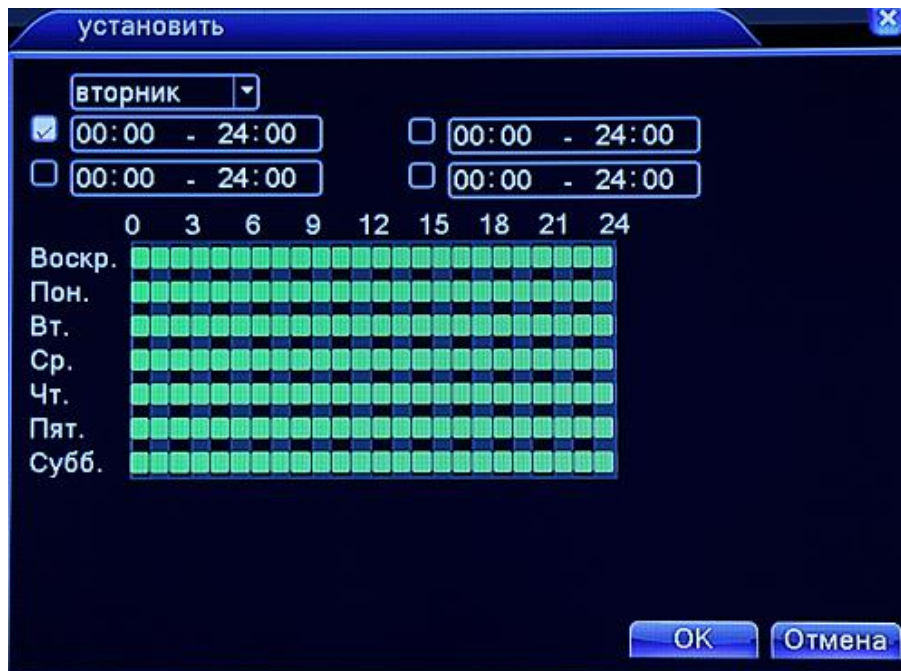 установить
вторник
00:00 - 24:00
00:00 - 24:00
00:00 - 24:00
00:00 - 24:00
0 3 6 9 12 15 18 21 24
Воскр.
Пон.
Вт.
Ср.
Чт.
Пят.
Субб.
OK
Отмена